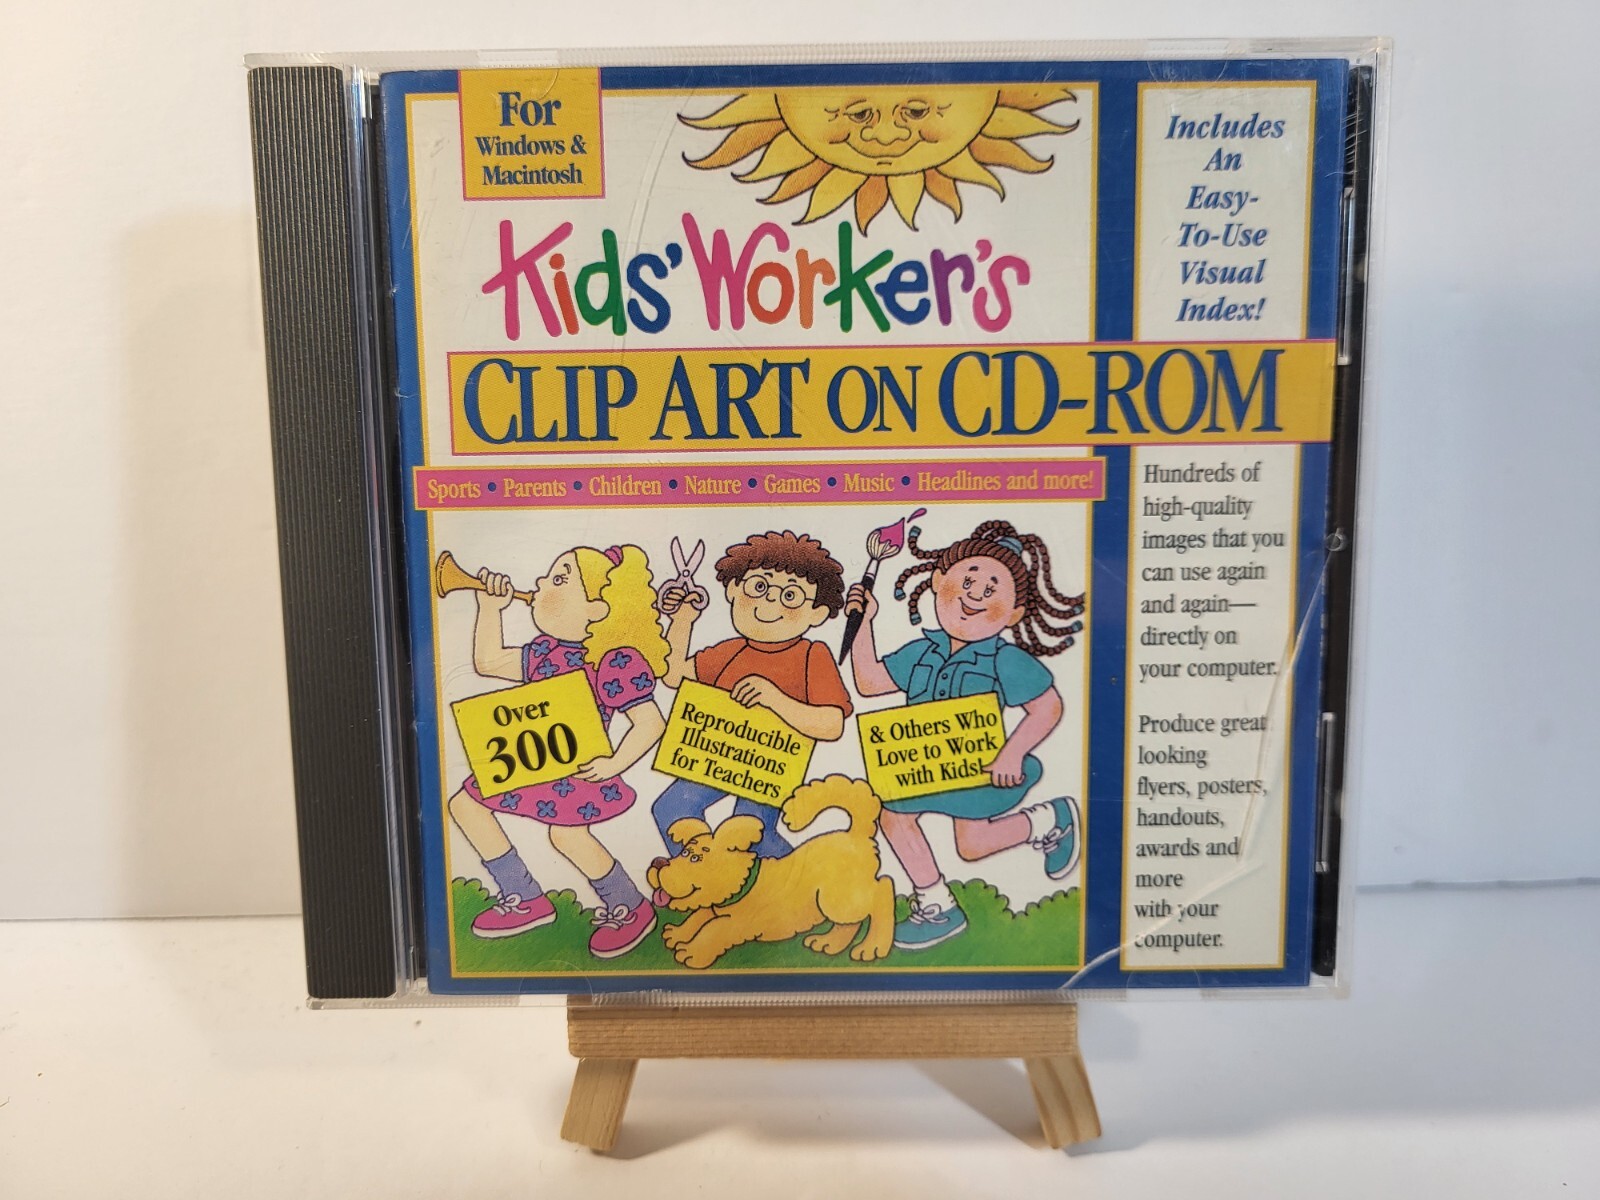 For
Windows &
Macintosh
Kids' Worker's
CLIP ART ON CD-ROM
Sports • Parents • Children • Nature • Games • Music • Headlines and more!
Over
300
Reproducible
Illustrations
for Teachers
& Others Who
Love to Work
with Kids!
Includes
An
Easy-
To-Use
Visual
Index!
Hundreds of
high-quality
images that you
can use again
and again—
directly on
your computer.
Produce great
looking
flyers, posters,
handouts,
awards and
more
with your
computer.